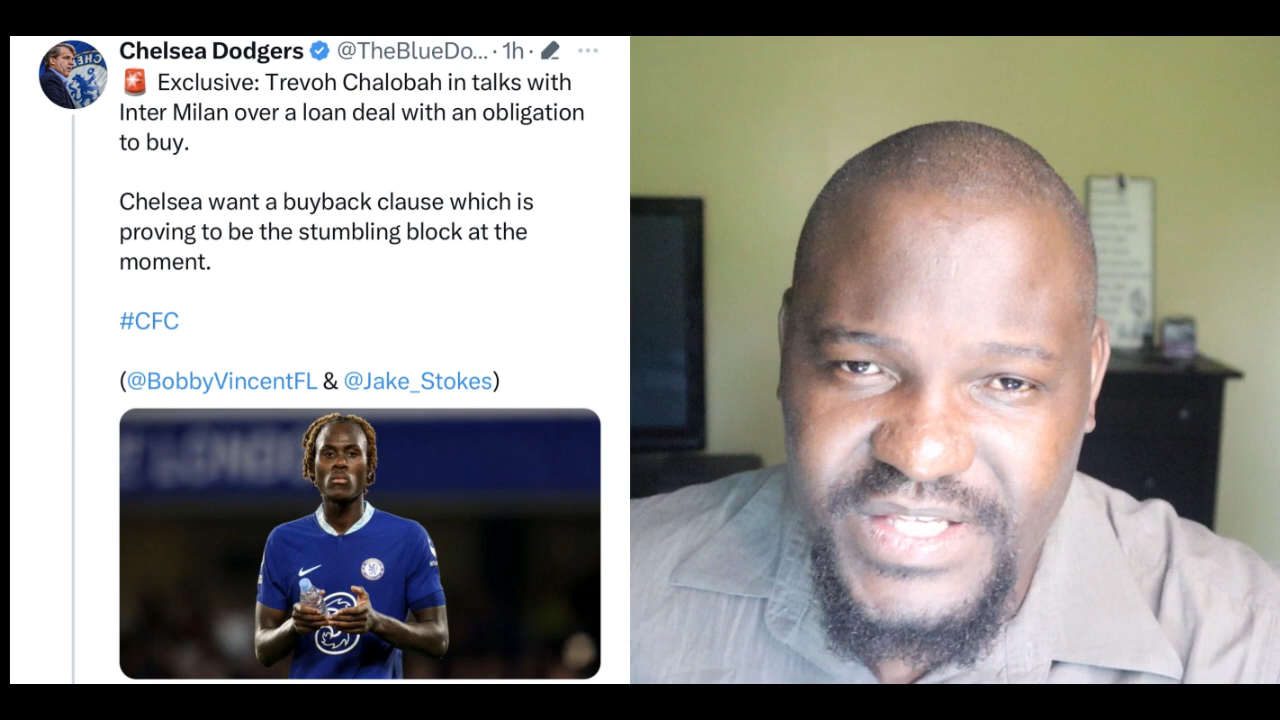 Chelsea Dodgers @TheBlueDo... · 1h ·
🚨 Exclusive: Trevoh Chalobah in talks with
Inter Milan over a loan deal with an obligation
to buy.
Chelsea want a buyback clause which is
proving to be the stumbling block at the
moment.
#CFC
(@BobbyVincentFL & @Jake_Stokes)